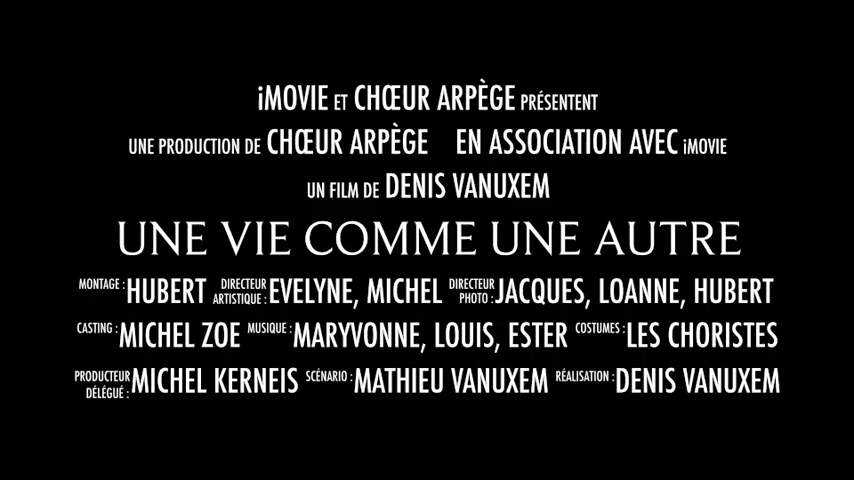 iMOVIE ET CHŒUR ARPÈGE PRÉSENTENT
UNE PRODUCTION DE CHŒUR ARPÈGE EN ASSOCIATION AVEC iMOVIE
UN FILM DE DENIS VANUXEM
UNE VIE COMME UNE AUTRE
MONTAGE : HUBERT DIRECTEUR ARTISTIQUE : EVELYNE, MICHEL DIRECTEUR PHOTO : JACQUES, LOANNE, HUBERT
CASTING : MICHEL ZOE MUSIQUE : MARYVONNE, LOUIS, ESTER COSTUMES : LES CHORISTES
PRODUCTEUR DÉLÉGUÉ : MICHEL KERNEIS SCÉNARIO : MATHIEU VANUXEM RÉALISATION : DENIS VANUXEM